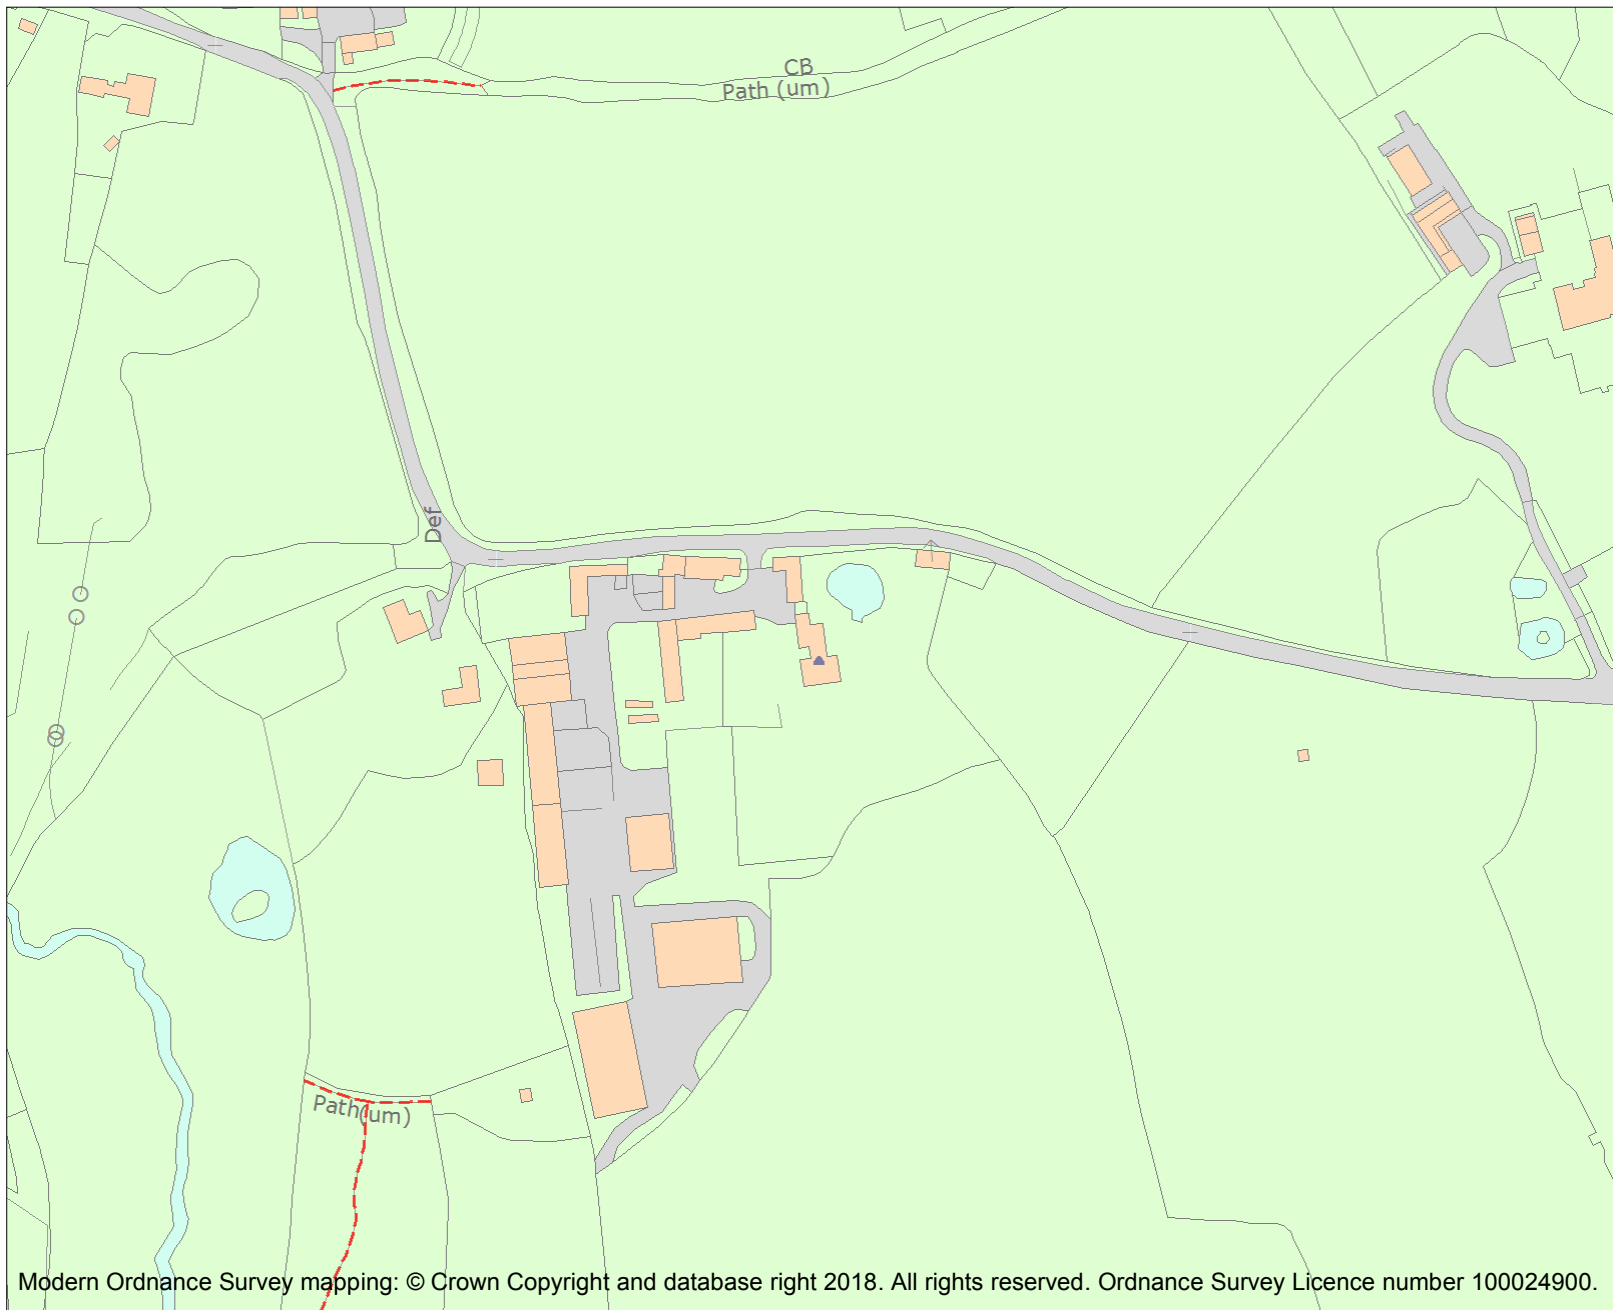 CB
Path (um)
Def
Path (um)
Modern Ordnance Survey mapping: © Crown Copyright and database right 2018. All rights reserved. Ordnance Survey Licence number 100024900.